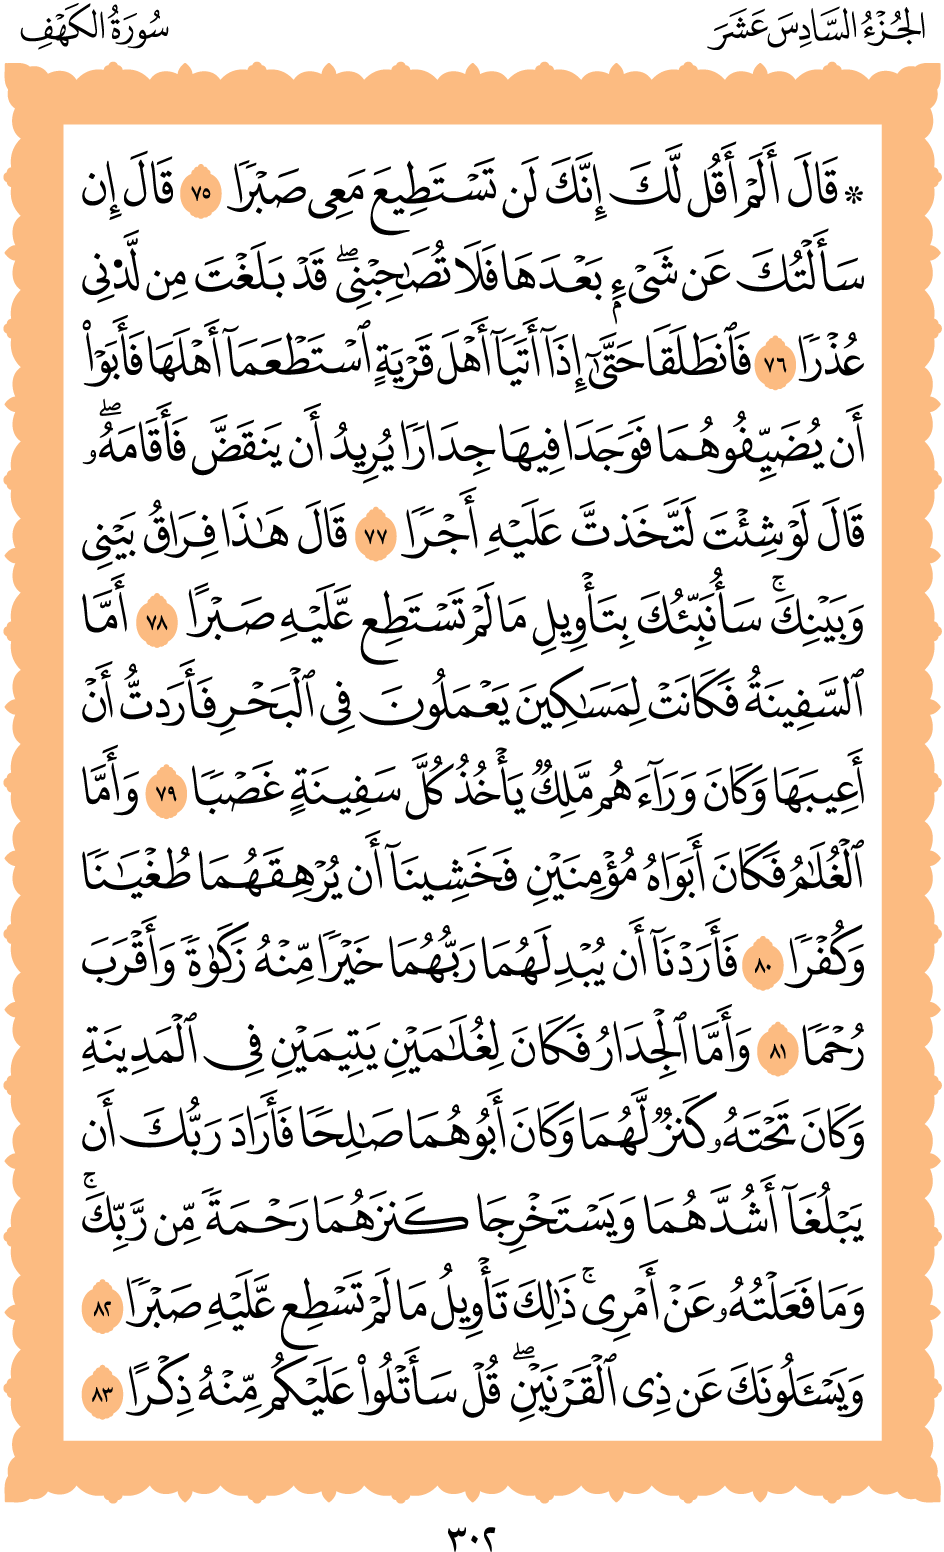 الجُزْءُ السَّادِسَ عَشَرَ
سُورَةُ الكَهْفِ
۞ قَالَ أَلَمْ أَقُل لَّكَ إِنَّكَ لَن تَسْتَطِيعَ مَعِىَ صَبْرًا ٧٥ قَالَ إِن
سَأَلْتُكَ عَن شَىْءٍۭ بَعْدَهَا فَلَا تُصَٰحِبْنِىۖ قَدْ بَلَغْتَ مِن لَّدُنِّى
عُذْرًا ٧٦ فَٱنطَلَقَا حَتَّىٰٓ إِذَآ أَتَيَآ أَهْلَ قَرْيَةٍ ٱسْتَطْعَمَآ أَهْلَهَا فَأَبَوْا۟
أَن يُضَيِّفُوهُمَا فَوَجَدَا فِيهَا جِدَارًا يُرِيدُ أَن يَنقَضَّ فَأَقَامَهُۥۖ
قَالَ لَوْ شِئْتَ لَتَّخَذْتَ عَلَيْهِ أَجْرًا ٧٧ قَالَ هَٰذَا فِرَاقُ بَيْنِى
وَبَيْنِكَۚ سَأُنَبِّئُكَ بِتَأْوِيلِ مَا لَمْ تَسْتَطِع عَّلَيْهِ صَبْرًا ٧٨ أَمَّا
ٱلسَّفِينَةُ فَكَانَتْ لِمَسَٰكِينَ يَعْمَلُونَ فِى ٱلْبَحْرِ فَأَرَدتُّ أَنْ
أَعِيبَهَا وَكَانَ وَرَآءَهُم مَّلِكٌ يَأْخُذُ كُلَّ سَفِينَةٍ غَصْبًا ٧٩ وَأَمَّا
ٱلْغُلَٰمُ فَكَانَ أَبَوَاهُ مُؤْمِنَيْنِ فَخَشِينَآ أَن يُرْهِقَهُمَا طُغْيَٰنًا
وَكُفْرًا ٨٠ فَأَرَدْنَآ أَن يُبْدِلَهُمَا رَبُّهُمَا خَيْرًا مِّنْهُ زَكَوٰةً وَأَقْرَبَ
رُحْمًا ٨١ وَأَمَّا ٱلْجِدَارُ فَكَانَ لِغُلَٰمَيْنِ يَتِيمَيْنِ فِى ٱلْمَدِينَةِ
وَكَانَ تَحْتَهُۥ كَنزٌ لَّهُمَا وَكَانَ أَبُوهُمَا صَٰلِحًا فَأَرَادَ رَبُّكَ أَن
يَبْلُغَآ أَشُدَّهُمَا وَيَسْتَخْرِجَا كَنزَهُمَا رَحْمَةً مِّن رَّبِّكَۚ
وَمَا فَعَلْتُهُۥ عَنْ أَمْرِىۚ ذَٰلِكَ تَأْوِيلُ مَا لَمْ تَسْطِع عَّلَيْهِ صَبْرًا ٨٢
وَيَسْـَٔلُونَكَ عَن ذِى ٱلْقَرْنَيْنِۖ قُلْ سَأَتْلُوا۟ عَلَيْكُم مِّنْهُ ذِكْرًا ٨٣
٣٠٢